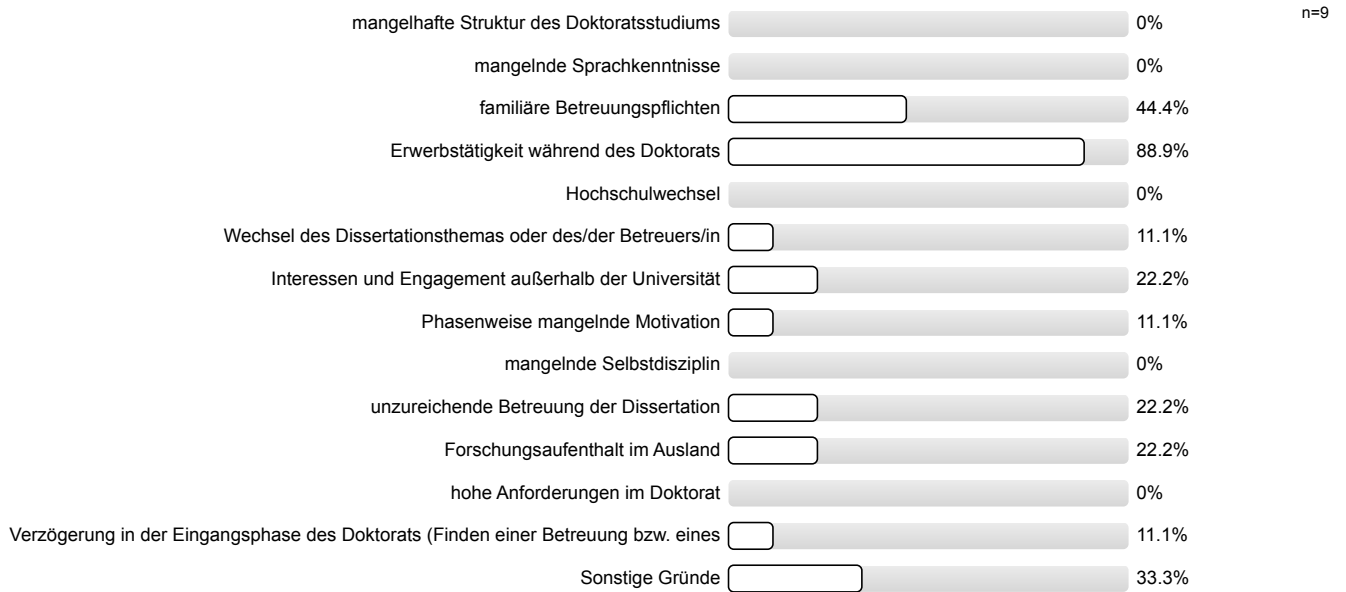 mangelhafte Struktur des Doktoratsstudiums 0% n=9
mangelnde Sprachkenntnisse 0%
familiäre Betreuungspflichten 44.4%
Erwerbstätigkeit während des Doktorats 88.9%
Hochschulwechsel 0%
Wechsel des Dissertationsthemas oder des/der Betreuers/in 11.1%
Interessen und Engagement außerhalb der Universität 22.2%
Phasenweise mangelnde Motivation 11.1%
mangelnde Selbstdisziplin 0%
unzureichende Betreuung der Dissertation 22.2%
Forschungsaufenthalt im Ausland 22.2%
hohe Anforderungen im Doktorat 0%
Verzögerung in der Eingangsphase des Doktorats (Finden einer Betreuung bzw. eines 11.1%
Sonstige Gründe 33.3%